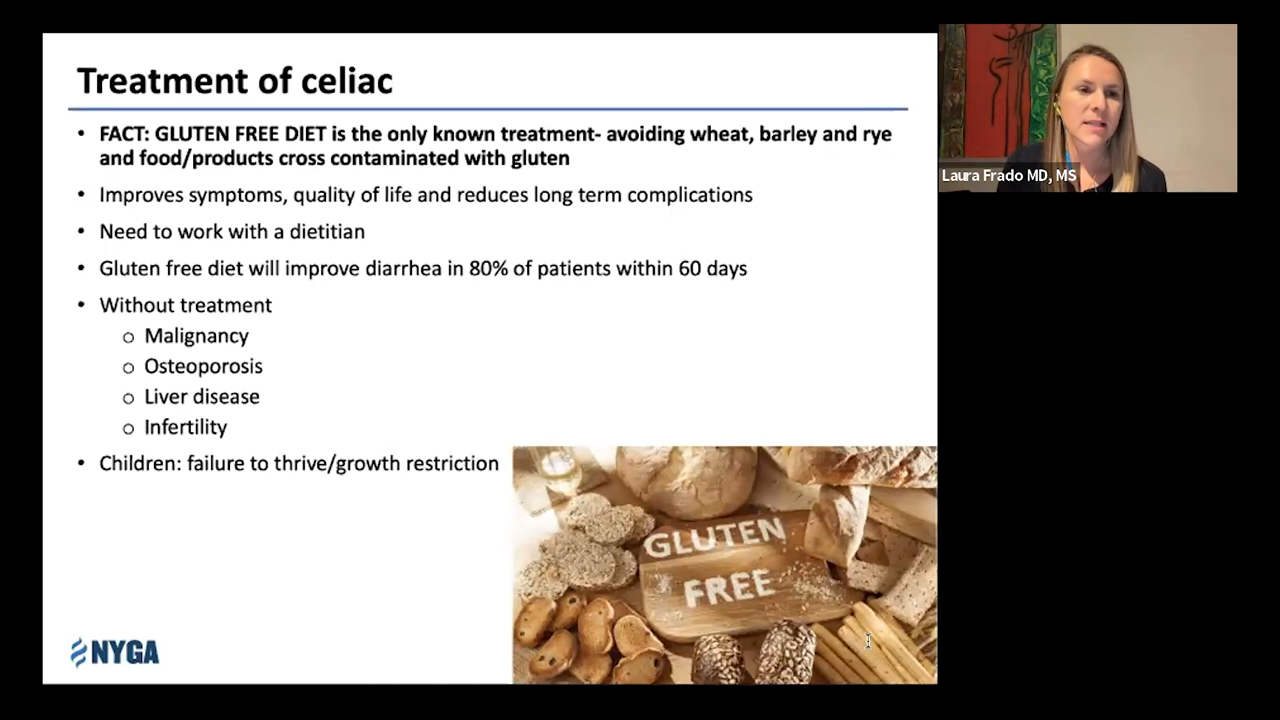 Treatment of celiac
• FACT: GLUTEN FREE DIET is the only known treatment- avoiding wheat, barley and rye
and food/products cross contaminated with gluten
• Improves symptoms, quality of life and reduces long term complications
• Need to work with a dietitian
• Gluten free diet will improve diarrhea in 80% of patients within 60 days
• Without treatment
o Malignancy
o Osteoporosis
o Liver disease
o Infertility
• Children: failure to thrive/growth restriction
GLUTEN
FREE
NYGA
Laura Frado MD, MS